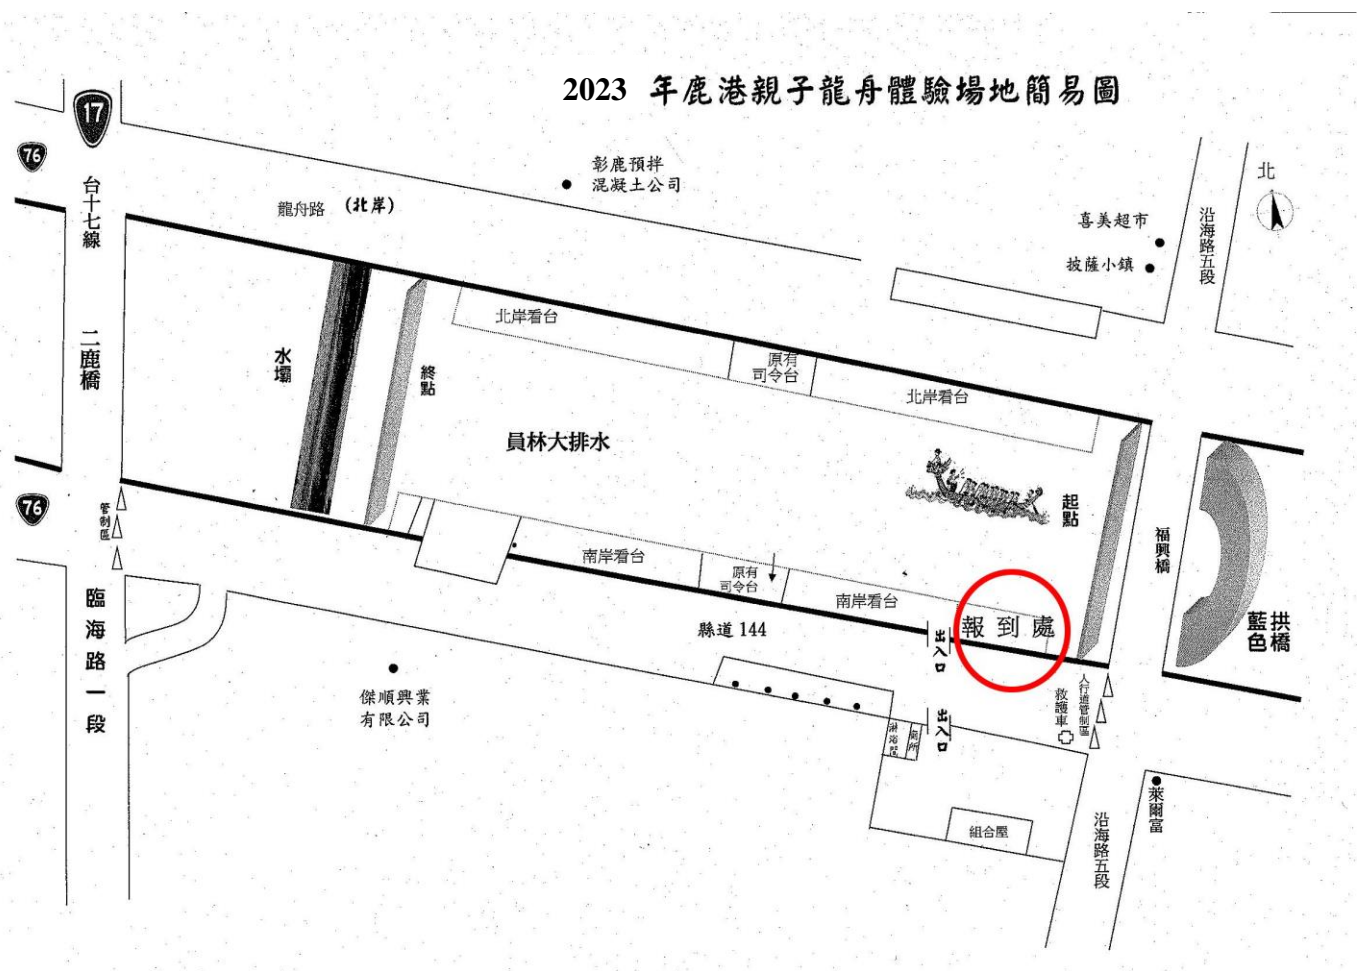 2023 年鹿港親子龍舟體驗場地簡易圖
17
76
台十七線
二鹿橋
彰鹿預拌
混凝土公司
龍舟路 (北岸)
北
喜美超市
披薩小鎮
沿海路五段
北岸看台
原有
司令台
北岸看台
水壩
終點
員林大排水
起點
福興橋
拱橋
藍色
76
管制區
南岸看台
原有
司令台
南岸看台
報到處
出入口
縣道 144
臨海路一段
傑順興業
有限公司
出入口
淋浴間
廁所
救護車
人行道管制區
組合屋
萊爾富
沿海路五段